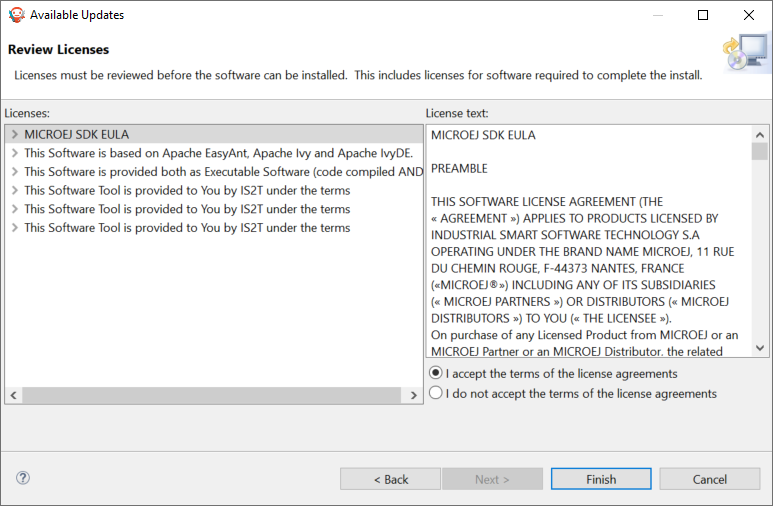 Available Updates
Review Licenses
Licenses must be reviewed before the software can be installed.  This includes licenses for software required to complete the install.
Licenses:
MICROEJ SDK EULA
This Software is based on Apache EasyAnt, Apache Ivy and Apache IvyDE.
This Software is provided both as Executable Software (code compiled AND
This Software Tool is provided to You by IS2T under the terms
This Software Tool is provided to You by IS2T under the terms
This Software Tool is provided to You by IS2T under the terms
License text:
MICROEJ SDK EULA
PREAMBLE
THIS SOFTWARE LICENSE AGREEMENT (THE
« AGREEMENT ») APPLIES TO PRODUCTS LICENSED BY
INDUSTRIAL SMART SOFTWARE TECHNOLOGY S.A
OPERATING UNDER THE BRAND NAME MICROEJ, 11 RUE
DU CHEMIN ROUGE, F-44373 NANTES, FRANCE
(«MICROEJ®») INCLUDING ANY OF ITS SUBSIDIARIES
(« MICROEJ PARTNERS ») OR DISTRIBUTORS (« MICROEJ
DISTRIBUTORS ») TO YOU (« THE LICENSEE »).
On purchase of any Licensed Product from MICROEJ or an
MICROEJ Partner or an MICROEJ Distributor, the related
I accept the terms of the license agreements
I do not accept the terms of the license agreements
?
< Back
Next >
Finish
Cancel